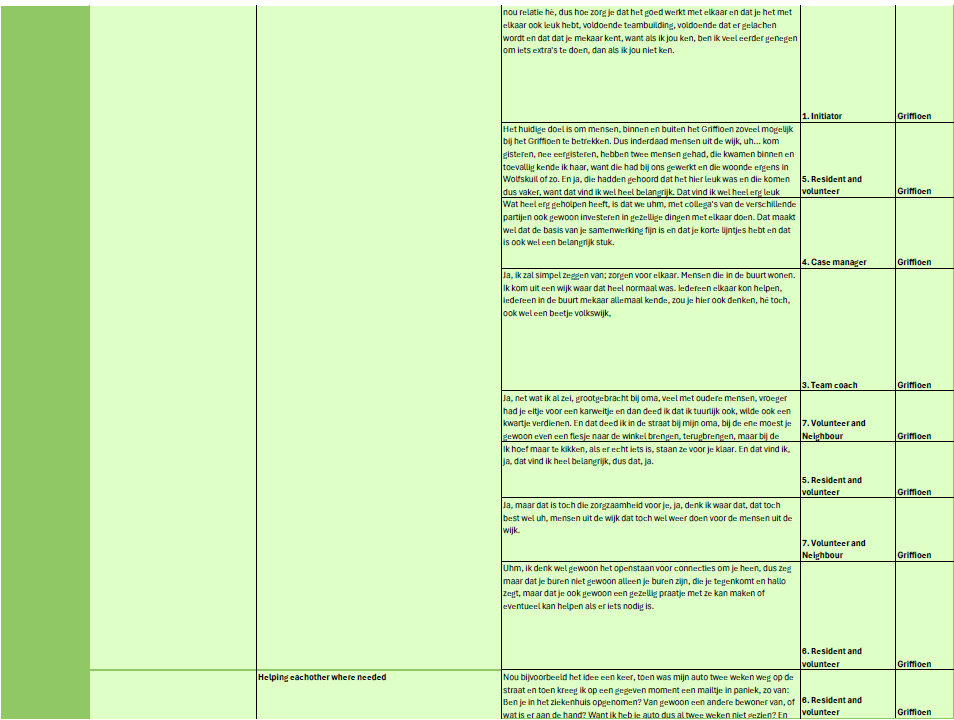 nou relatie hè, dus hoe zorg je dat het goed werkt met elkaar en dat je het met
elkaar ook leuk hebt, voldoende teambuilding, voldoende dat er gelachen
wordt en dat dat je mekaar kent, want als ik jou ken, ben ik veel eerder genegen
om iets extra's te doen, dan als ik jou niet ken.
1. Initiator
Griffioen
Het huidige doel is om mensen, binnen en buiten het Griffioen zoveel mogelijk
bij het Griffioen te betrekken. Dus inderdaad mensen uit de wijk, uh... kom
gisteren, nee eergisteren, hebben twee mensen gehad, die kwamen binnen en
toevallig kende ik haar, want die had bij ons gewerkt en die woonde ergens in
Wolfskuil of zo. En ja, die hadden gehoord dat het hier leuk was en die komen
dus vaker, want dat vind ik wel heel belangrijk. Dat vind ik wel heel erg leuk
5. Resident and
volunteer
Griffioen
Wat heel erg geholpen heeft, is dat we uhm, met collega's van de verschillende
partijen ook gewoon investeren in gezellige dingen met elkaar doen. Dat maakt
wel dat de basis van je samenwerking fijn is en dat je korte lijntjes hebt en dat
is ook wel een belangrijk stuk.
4. Case manager
Griffioen
Ja, ik zal simpel zeggen van; zorgen voor elkaar. Mensen die in de buurt wonen.
Ik kom uit een wijk waar dat heel normaal was. Iedereen elkaar kon helpen,
iedereen in de buurt mekaar allemaal kende, zou je hier ook denken, hè toch,
ook wel een beetje volkswijk,
3. Team coach
Griffioen
Ja, net wat ik al zei, grootgebracht bij oma, veel met oudere mensen, vroeger
had je eitje voor een karweitje en dan deed ik dat ik tuurlijk ook, wilde ook een
kwartje verdienen. En dat deed ik in de straat bij mijn oma, bij de ene moest je
gewoon even een flesje naar de winkel brengen, terugbrengen, maar bij de
7. Volunteer and
Neighbour
Griffioen
Ik hoef maar te kikken, als er echt iets is, staan ze voor je klaar. En dat vind ik,
ja, dat vind ik heel belangrijk, dus dat, ja.
5. Resident and
volunteer
Griffioen
Ja, maar dat is toch die zorgzaamheid voor je, ja, denk ik waar dat, dat toch
best wel uh, mensen uit de wijk dat toch wel weer doen voor de mensen uit de
wijk.
7. Volunteer and
Neighbour
Griffioen
Uhm, ik denk wel gewoon het openstaan voor connecties om je heen, dus zeg
maar dat je buren niet gewoon alleen je buren zijn, die je tegenkomt en hallo
zegt, maar dat je ook gewoon een gezellig praatje met ze kan maken of
eventueel kan helpen als er iets nodig is.
6. Resident and
volunteer
Griffioen
Helping eachother where needed
Nou bijvoorbeeld het idee een keer, toen was mijn auto twee weken weg op de
straat en toen kreeg ik op een gegeven moment een mailtje in paniek, zo van:
Ben je in het ziekenhuis opgenomen? Van gewoon een andere bewoner van, of
wat is er aan de hand? Want ik heb je auto dus al twee weken niet gezien? En
6. Resident and
volunteer
Griffioen